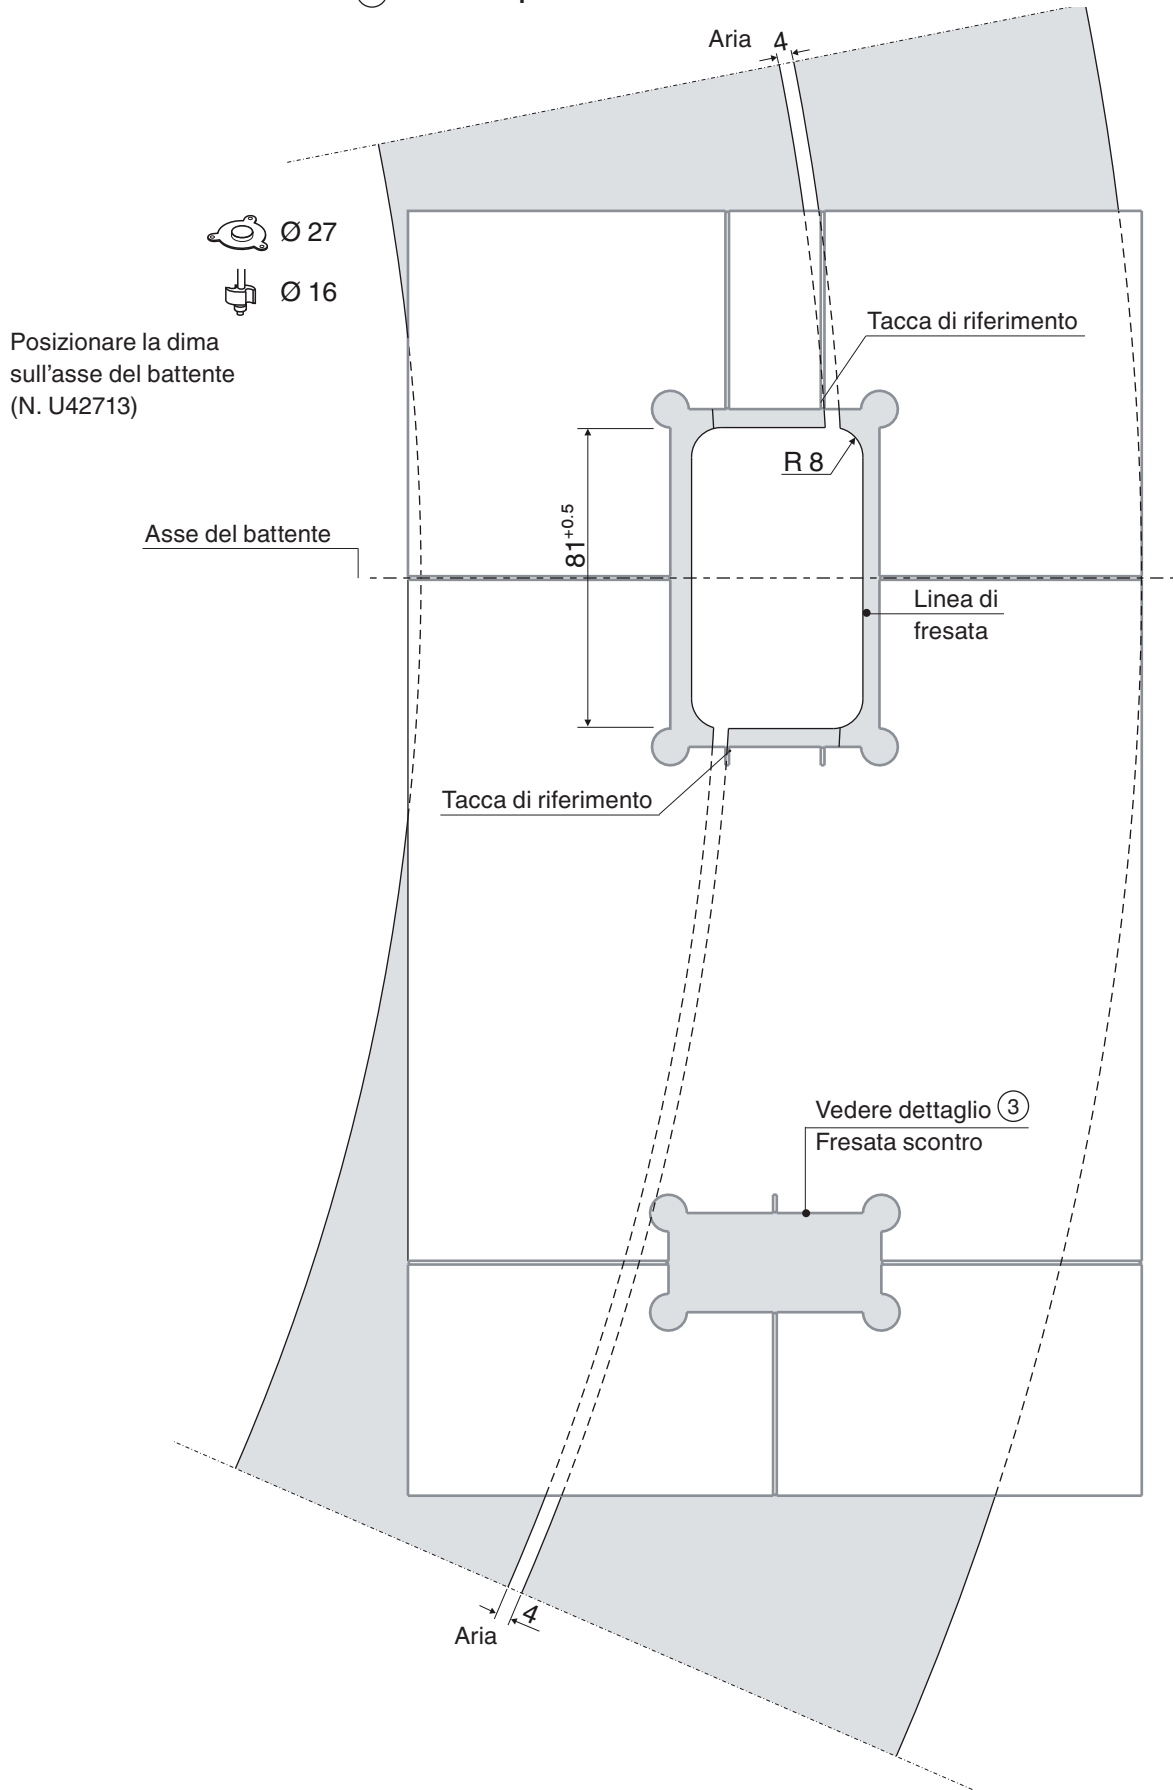 Aria 4
Ø 27
Ø 16
Posizionare la dima
sull'asse del battente
(N. U42713)
Tacca di riferimento
R 8
81+0.5
Asse del battente
Linea di
fresata
Tacca di riferimento
Vedere dettaglio 3
Fresata scontro
4
Aria